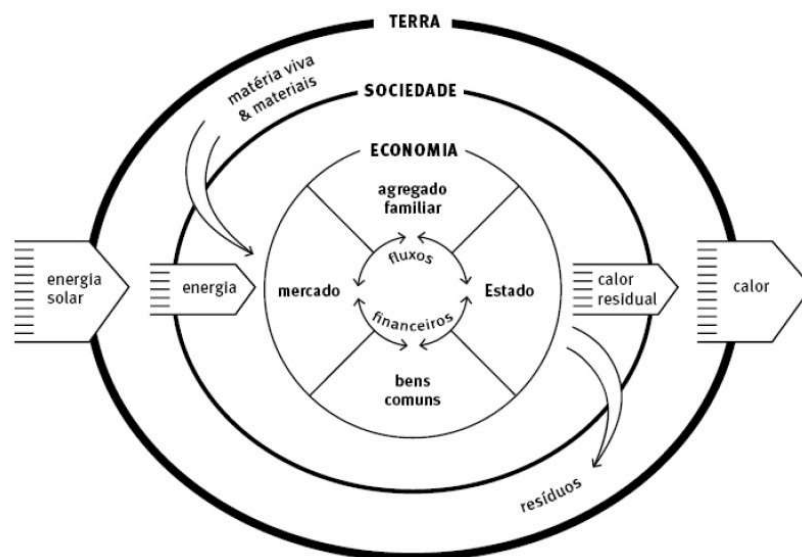 TERRA
matéria viva
& materiais
SOCIEDADE
ECONOMIA
agregado
familiar
fluxos
energia
solar
energia
mercado
Estado
calor
residual
calor
financeiros
bens
comuns
resíduos